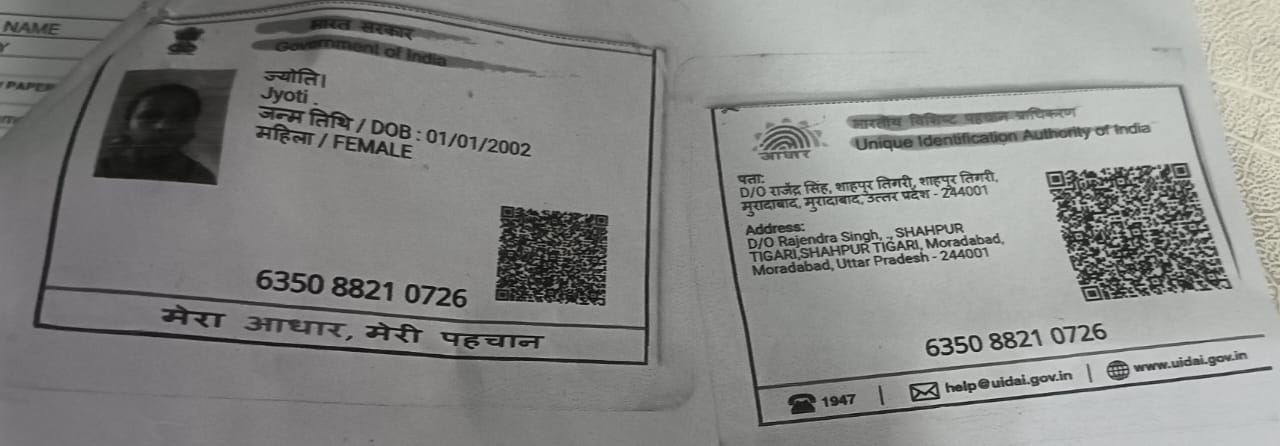 NAME
भारत सरकार
Government of India
ज्योति।
Jyoti
जन्म तिथि / DOB : 01/01/2002
महिला / FEMALE
6350 8821 0726
मेरा आधार, मेरी पहचान
आधार
भारतीय विशिष्ट पहचान प्राधिकरण
Unique Identification Authority of India
पता:
D/O राजेंद्र सिंह, शाहपुर तिगरी, शाहपुर तिगरी,
मुरादाबाद, मुरादाबाद, उत्तर प्रदेश - 244001
Address:
D/O Rajendra Singh, ., SHAHPUR
TIGARI,SHAHPUR TIGARI, Moradabad,
Moradabad, Uttar Pradesh - 244001
6350 8821 0726
1947 | help@uidai.gov.in | www.uidai.gov.in